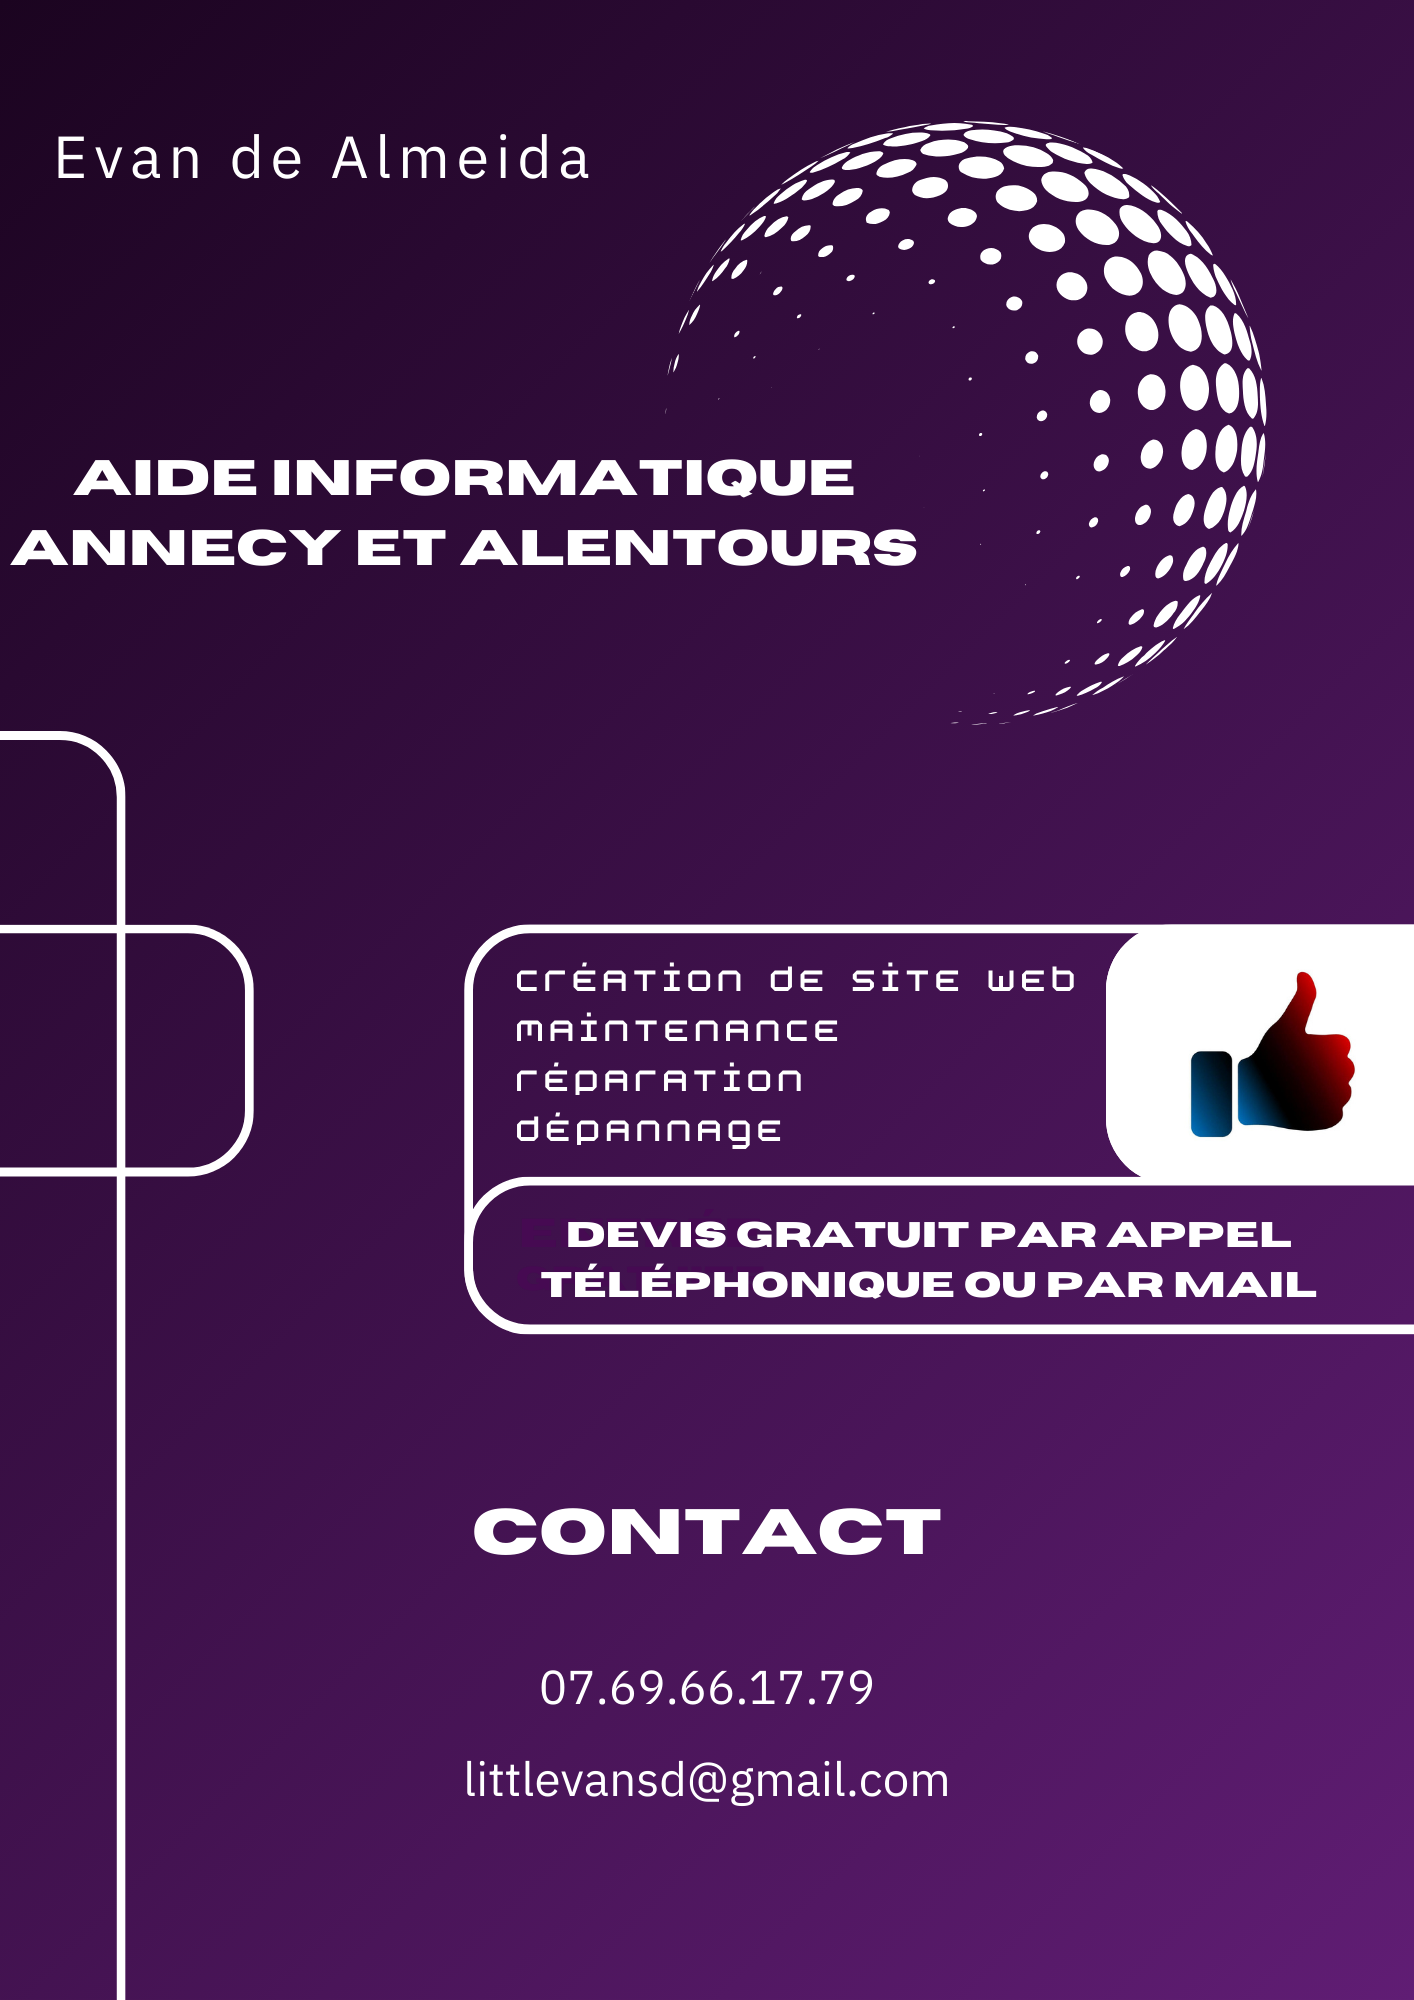 Evan de Almeida
AIDE INFORMATIQUE
ANNECY ET ALENTOURS
CRÉATION DE SITE WEB
MAINTENANCE
RÉPARATION
DÉPANNAGE
DEVIS GRATUIT PAR APPEL
TÉLÉPHONIQUE OU PAR MAIL
CONTACT
07.69.66.17.79
littlevansd@gmail.com